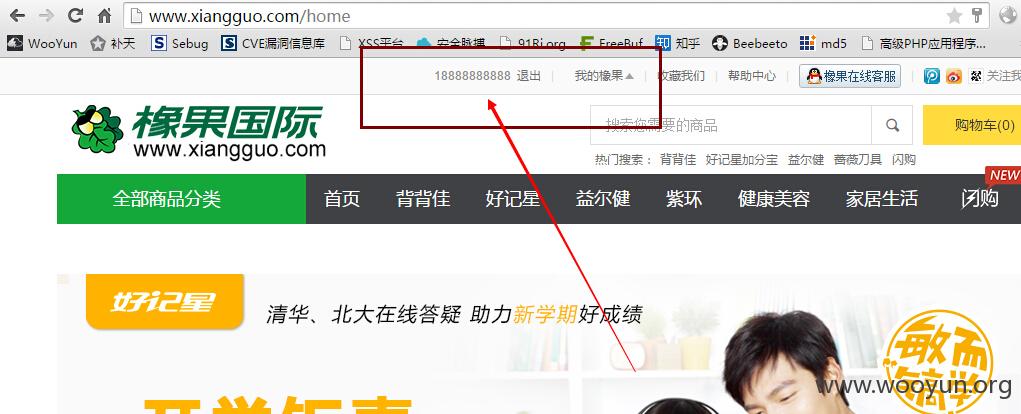 www.xiangguo.com/home
WooYun 补天 Sebug CVE漏洞信息库 XSS平台 安全脉搏 91Ri.org FreeBuf 知乎 Beebeeto md5 高级PHP应用程序...
18888888888 退出 我的橡果 收藏我们 帮助中心 橡果在线客服 关注我
橡果国际
www.xiangguo.com
搜索您需要的商品
购物车(0)
热门搜索: 背背佳 好记星加分宝 益尔健 蔷薇刀具 闪购
NEW
全部商品分类 首页 背背佳 好记星 益尔健 紫环 健康美容 家居生活 闪购
好记星
清华、北大在线答疑 助力新学期好成绩
敏而
好学
www.wooyun.org